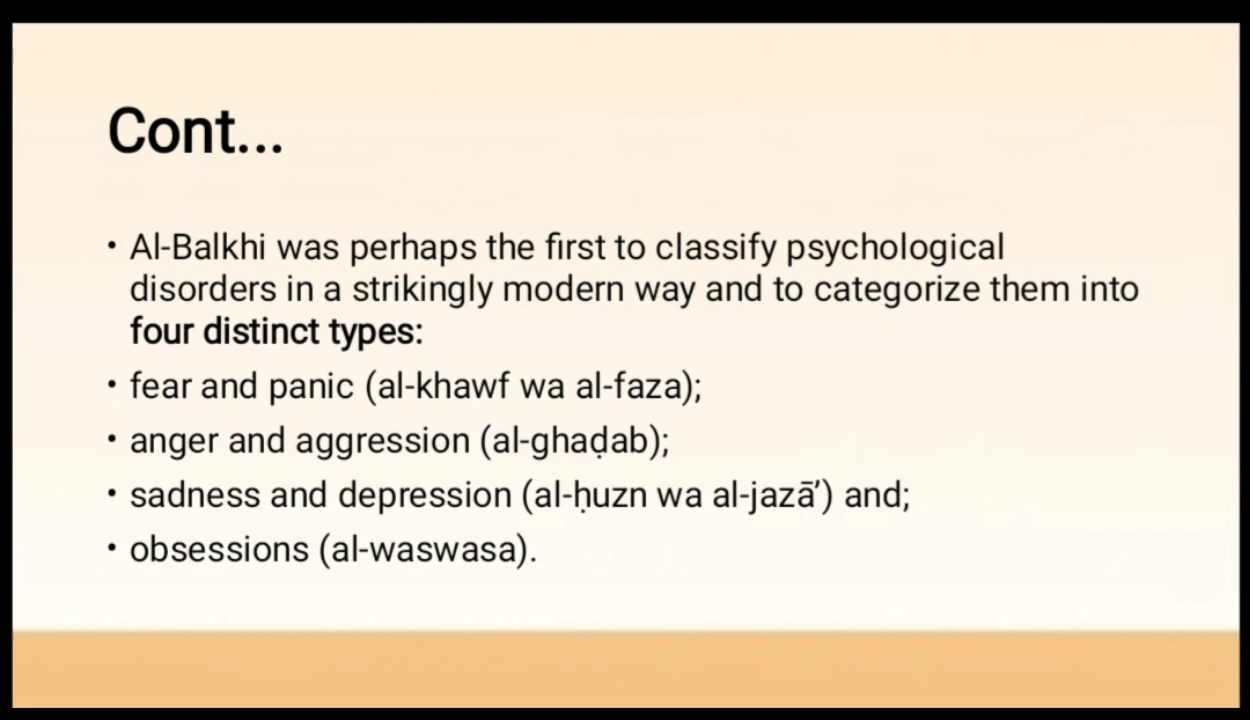 Cont...
• Al-Balkhi was perhaps the first to classify psychological
disorders in a strikingly modern way and to categorize them into
four distinct types:
• fear and panic (al-khawf wa al-faza);
• anger and aggression (al-ghaḍab);
• sadness and depression (al-ḥuzn wa al-jazā’) and;
• obsessions (al-waswasa).